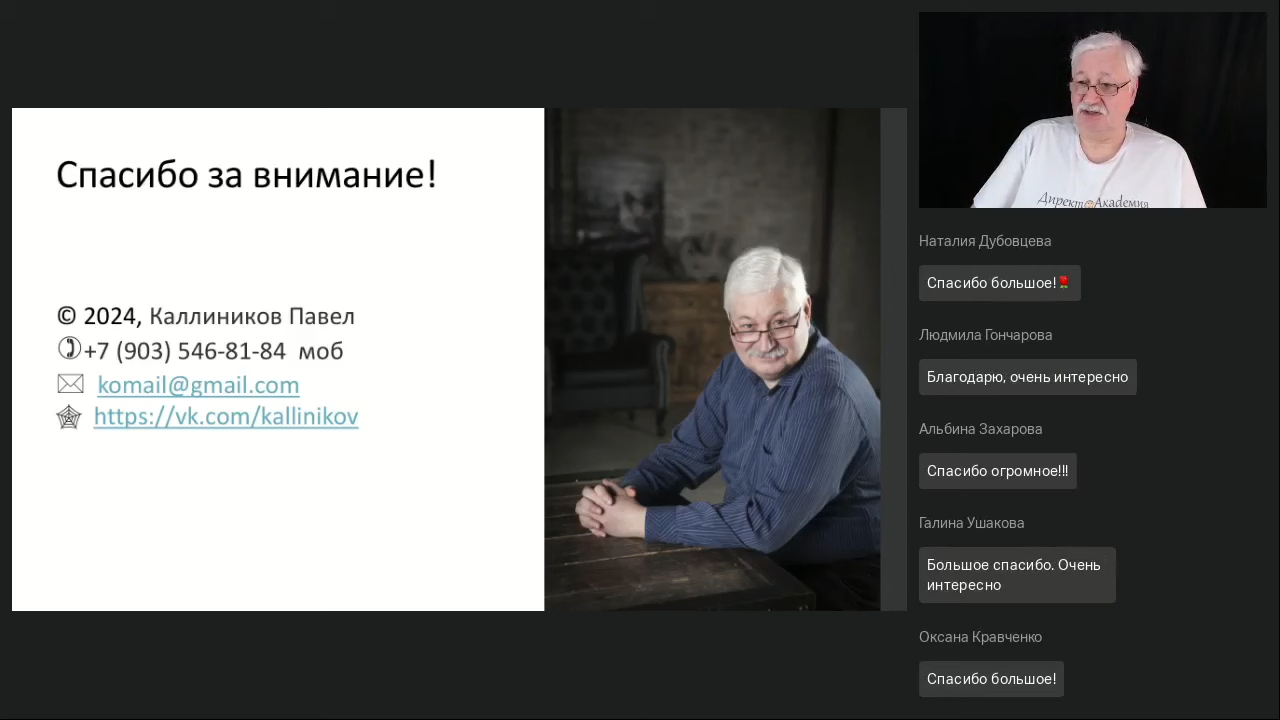 Спасибо за внимание!
© 2024, Каллиников Павел
+7 (903) 546-81-84 моб
komail@gmail.com
https://vk.com/kallinikov
Директ Академия
Наталия Дубовцева
Спасибо большое!
Людмила Гончарова
Благодарю, очень интересно
Альбина Захарова
Спасибо огромное!!!
Галина Ушакова
Большое спасибо. Очень
интересно
Оксана Кравченко
Спасибо большое!